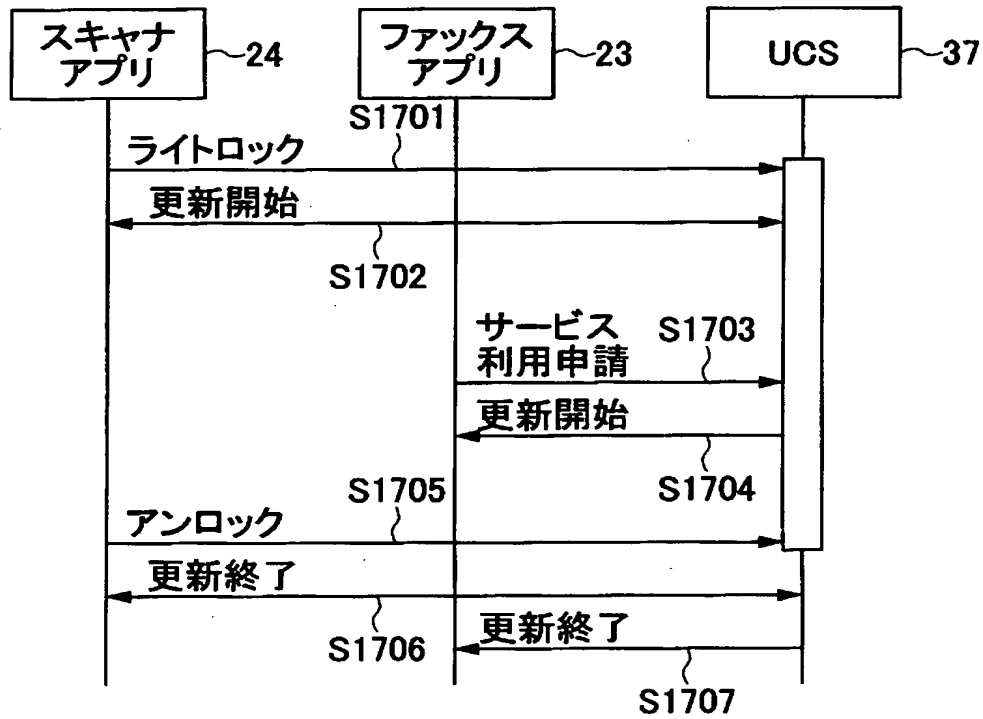 スキャナ
アプリ
24
ファックス
アプリ
23
UCS
37
S1701
ライトロック
更新開始
S1702
サービス
利用申請
S1703
更新開始
S1704
S1705
アンロック
更新終了
S1706
更新終了
S1707